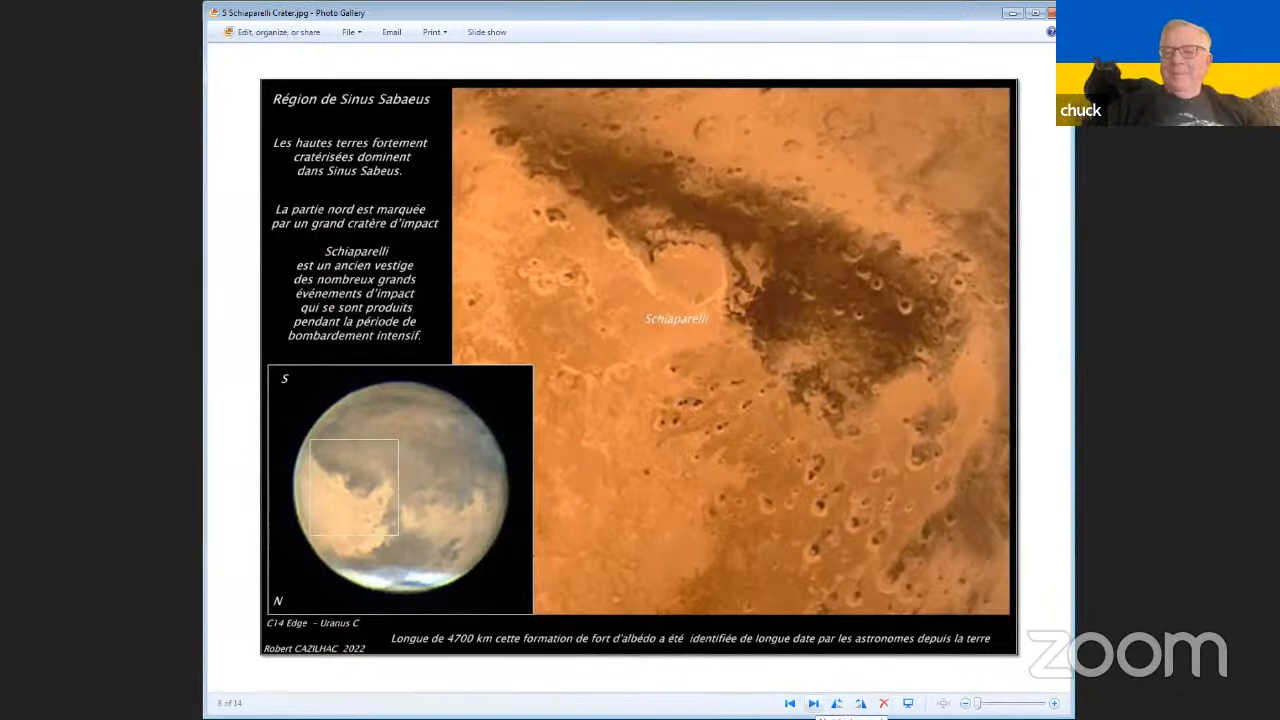 S Schiaparelli Crater.jpg - Photo Gallery
Edit, organize, or share
File
Email
Print
Slide show
chuck
Région de Sinus Sabaeus
Les hautes terres fortement
cratérisées dominent
dans Sinus Sabeus.
La partie nord est marquée
par un grand cratère d'impact
Schiaparelli
est un ancien vestige
des nombreux grands
événements d'impact
qui se sont produits
pendant la période de
bombardement intensif.
Schiaparelli
S
N
C14 Edge - Uranus C
Longue de 4700 km cette formation de fort d'albédo a été identifiée de longue date par les astronomes depuis la terre
Robert CAZILHAC 2022
zoom
8 of 14